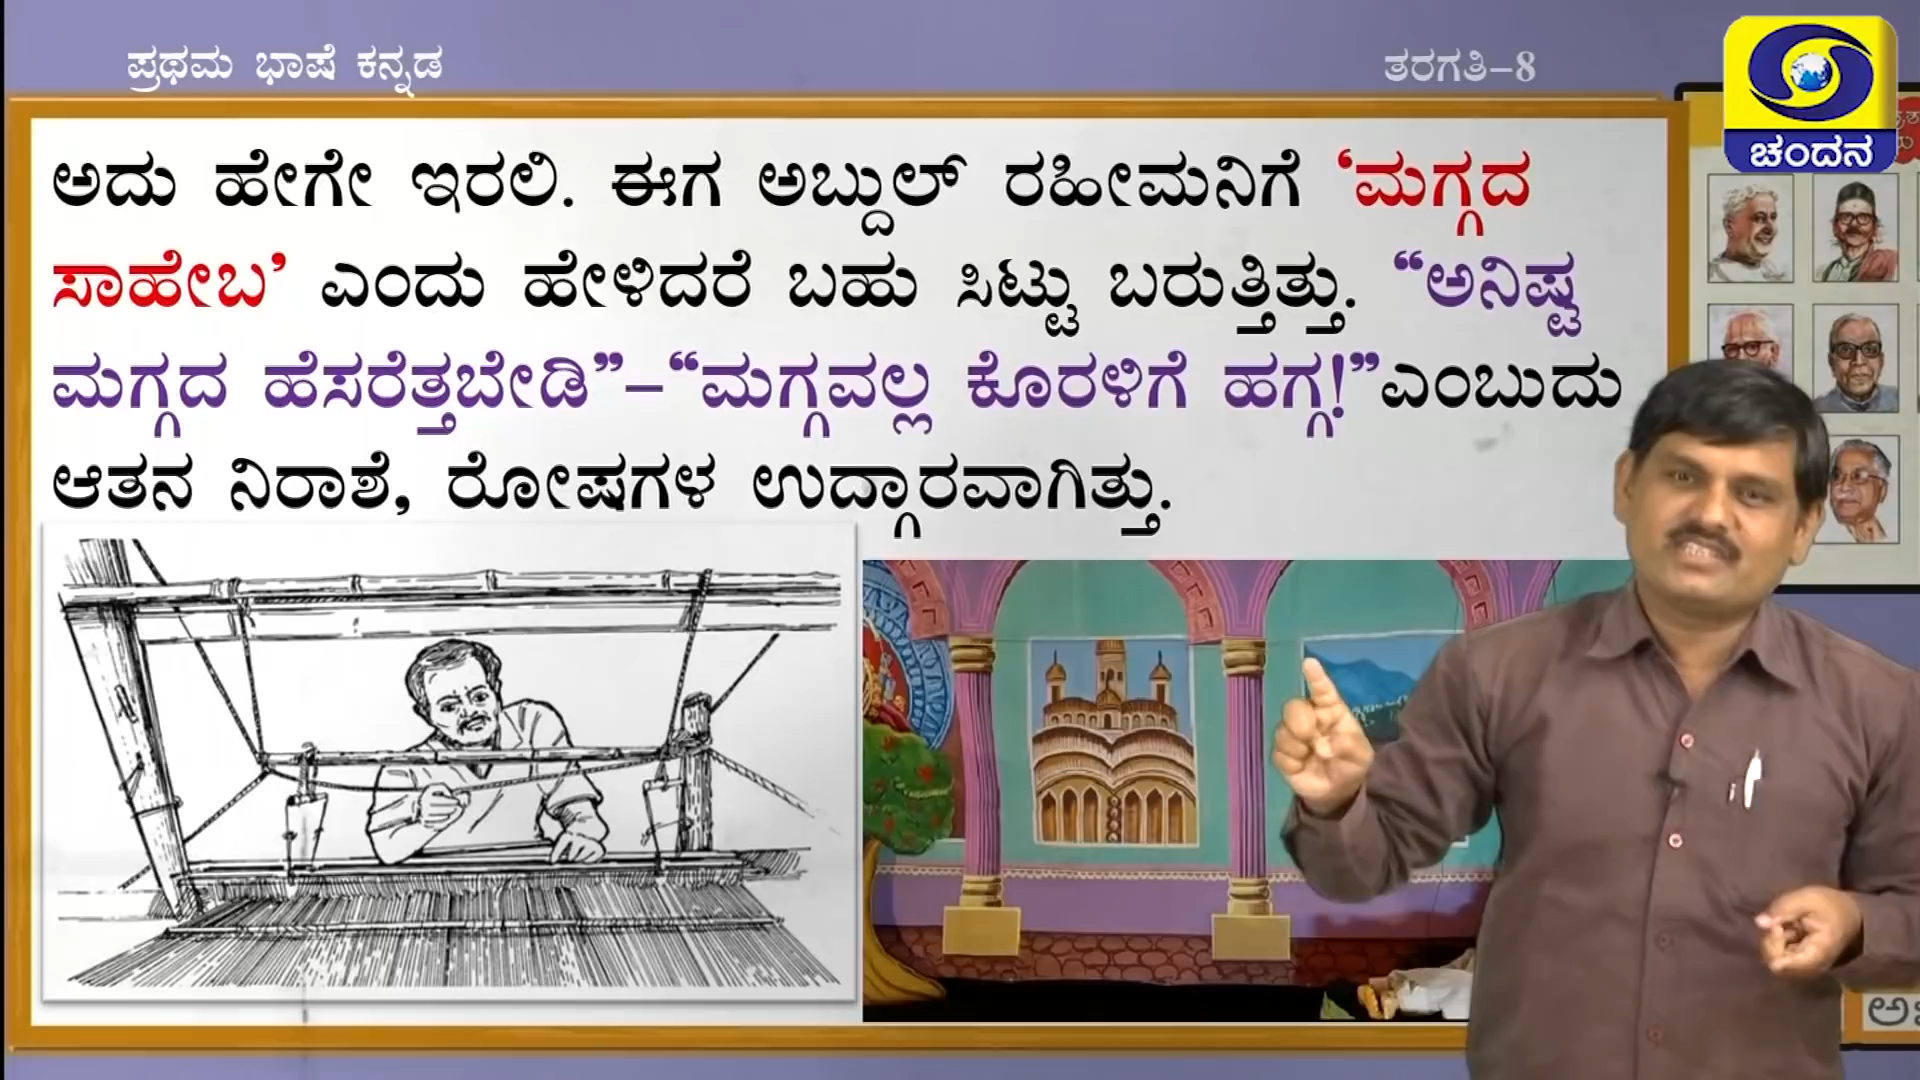 ಪ್ರಥಮ ಭಾಷೆ ಕನ್ನಡ
ತರಗತಿ–8
ಚಂದನ
ಅದು ಹೇಗೇ ಇರಲಿ. ಈಗ ಅಬ್ದುಲ್ ರಹೀಮನಿಗೆ ‘ಮಗ್ಗದ
ಸಾಹೇಬ’ ಎಂದು ಹೇಳಿದರೆ ಬಹು ಸಿಟ್ಟು ಬರುತ್ತಿತ್ತು. “ಅನಿಷ್ಟ
ಮಗ್ಗದ ಹೆಸರೆತ್ತಬೇಡಿ”–“ಮಗ್ಗವಲ್ಲ ಕೊರಳಿಗೆ ಹಗ್ಗ!”ಎಂಬುದು
ಆತನ ನಿರಾಶೆ, ರೋಷಗಳ ಉದ್ಗಾರವಾಗಿತ್ತು.